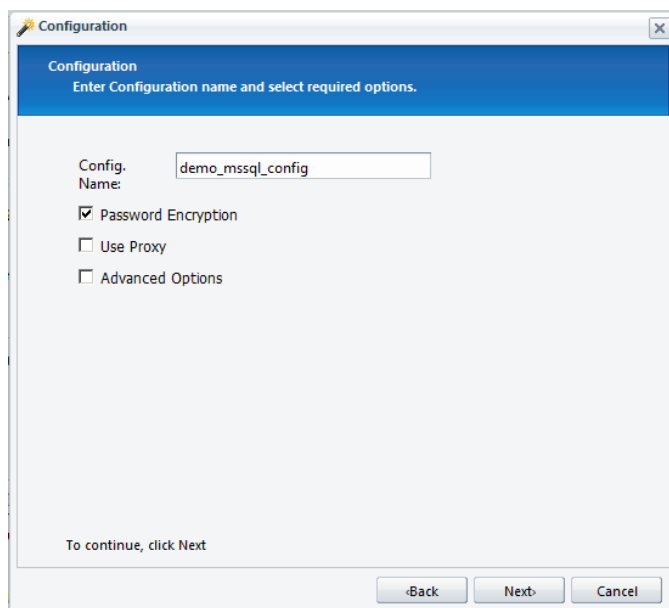 Configuration
Configuration
Enter Configuration name and select required options.
Config.
Name:
demo_mssql_config
Password Encryption
Use Proxy
Advanced Options
To continue, click Next
‹Back
Next›
Cancel